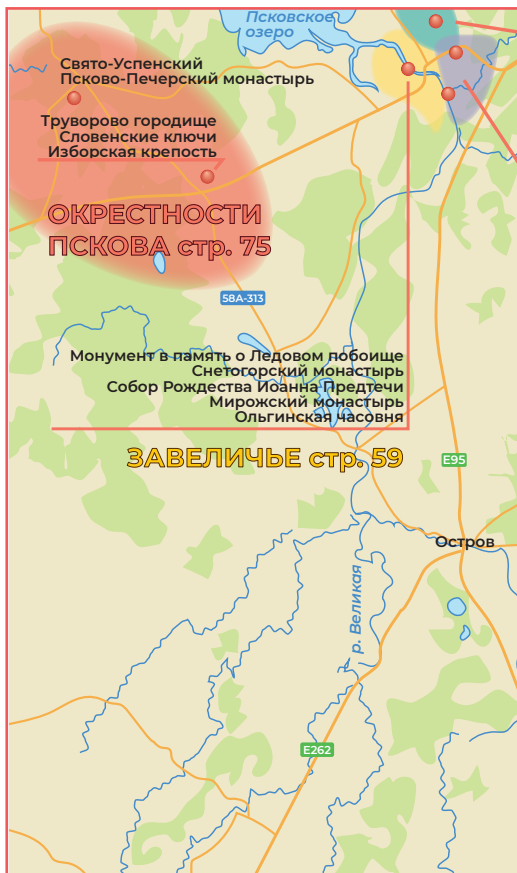 Псковское
озеро
Свято-Успенский
Псково-Печерский монастырь
Труворово городище
Словенские ключи
Изборская крепость
ОКРЕСТНОСТИ
ПСКОВА стр. 75
58А-313
Монумент в память о Ледовом побоище
Снетогорский монастырь
Собор Рождества Иоанна Предтечи
Мирожский монастырь
Ольгинская часовня
ЗАВЕЛИЧЬЕ стр. 59
E95
Остров
р. Великая
E262